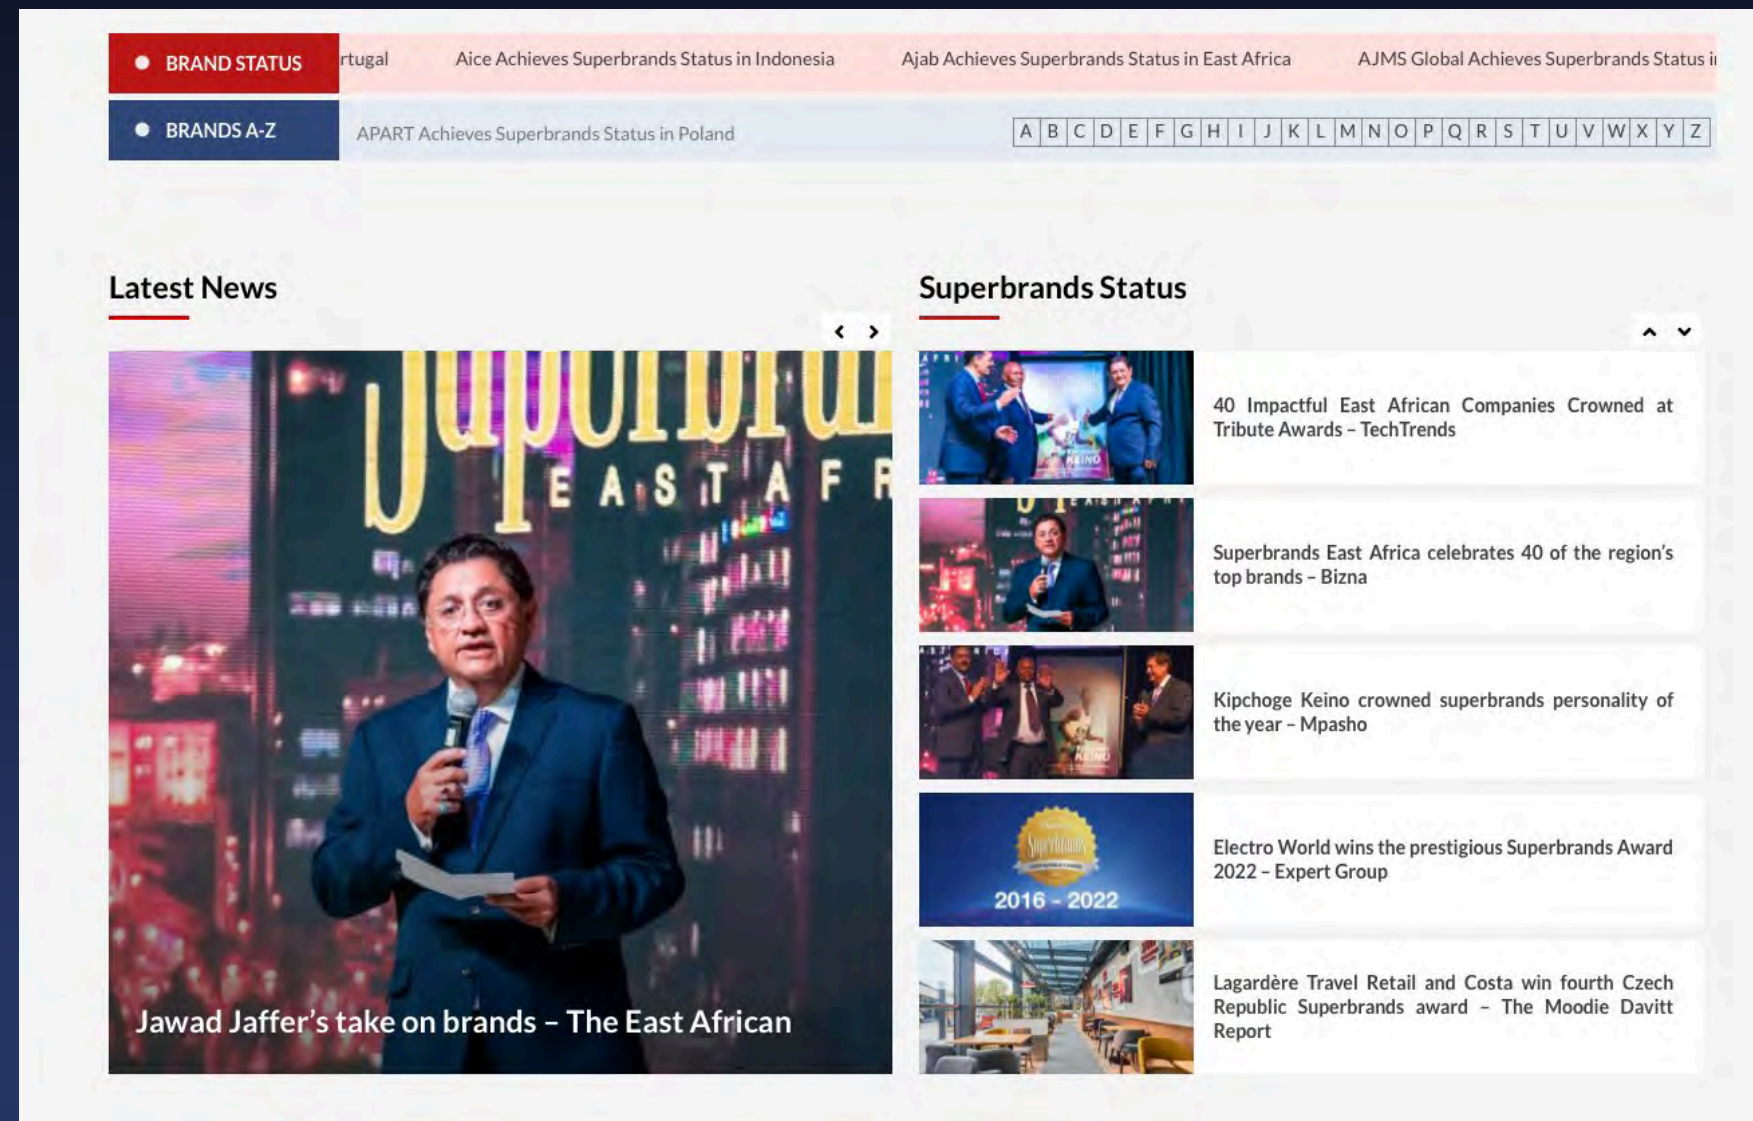 BRAND STATUS
rtugal Aice Achieves Superbrands Status in Indonesia Ajab Achieves Superbrands Status in East Africa AJMS Global Achieves Superbrands Status i
BRANDS A-Z
APART Achieves Superbrands Status in Poland
A B C D E F G H I J K L M N O P Q R S T U V W X Y Z
Latest News
EAST AFR
Jawad Jaffer’s take on brands – The East African
Superbrands Status
KEINO
40 Impactful East African Companies Crowned at
Tribute Awards – TechTrends
Superbrands East Africa celebrates 40 of the region’s
top brands – Bizna
KEINO
Kipchoge Keino crowned superbrands personality of
the year – Mpasho
Superbrands
2016 - 2022
Electro World wins the prestigious Superbrands Award
2022 – Expert Group
Lagardère Travel Retail and Costa win fourth Czech
Republic Superbrands award – The Moodie Davitt
Report